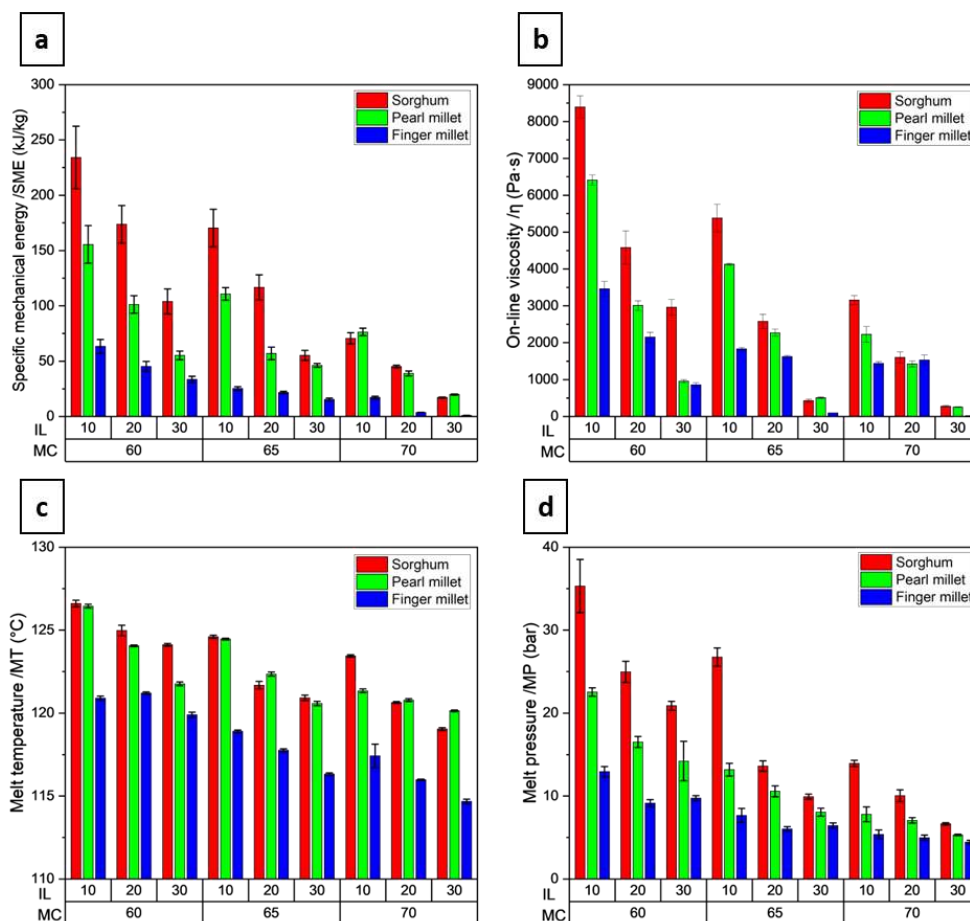 a
Specific mechanical energy /SME (kJ/kg)
300
250
200
150
100
50
0
Sorghum
Pearl millet
Finger millet
IL 10 20 30 10 20 30 10 20 30
MC 60 65 70
b
On-line viscosity /η (Pa·s)
9000
8000
7000
6000
5000
4000
3000
2000
1000
0
Sorghum
Pearl millet
Finger millet
IL 10 20 30 10 20 30 10 20 30
MC 60 65 70
c
Melt temperature /MT (°C)
130
125
120
115
110
Sorghum
Pearl millet
Finger millet
IL 10 20 30 10 20 30 10 20 30
MC 60 65 70
d
Melt pressure /MP (bar)
40
30
20
10
0
Sorghum
Pearl millet
Finger millet
IL 10 20 30 10 20 30 10 20 30
MC 60 65 70